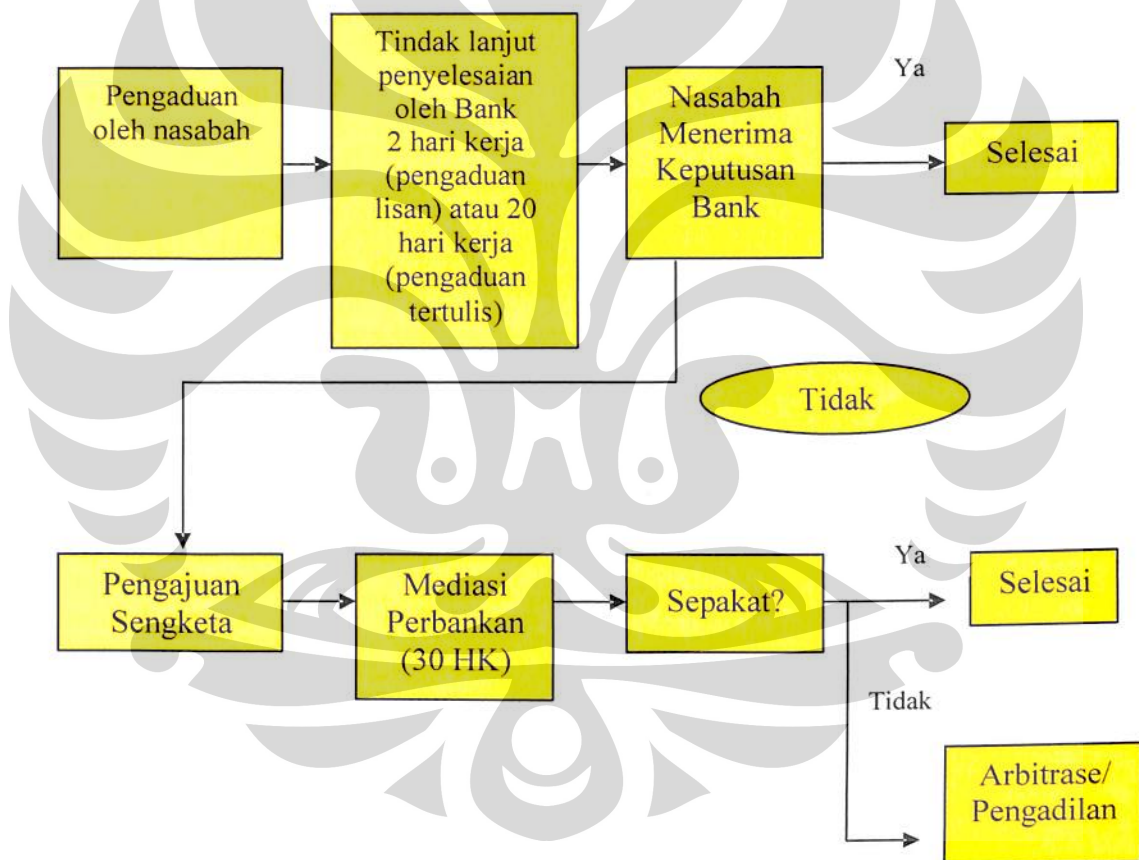 Pengaduan
oleh nasabah
Tindak lanjut
penyelesaian
oleh Bank
2 hari kerja
(pengaduan
lisan) atau 20
hari kerja
(pengaduan
tertulis)
Nasabah
Menerima
Keputusan
Bank
Ya
Selesai
Tidak
Pengajuan
Sengketa
Mediasi
Perbankan
(30 HK)
Sepakat?
Ya
Selesai
Tidak
Arbitrase/
Pengadilan